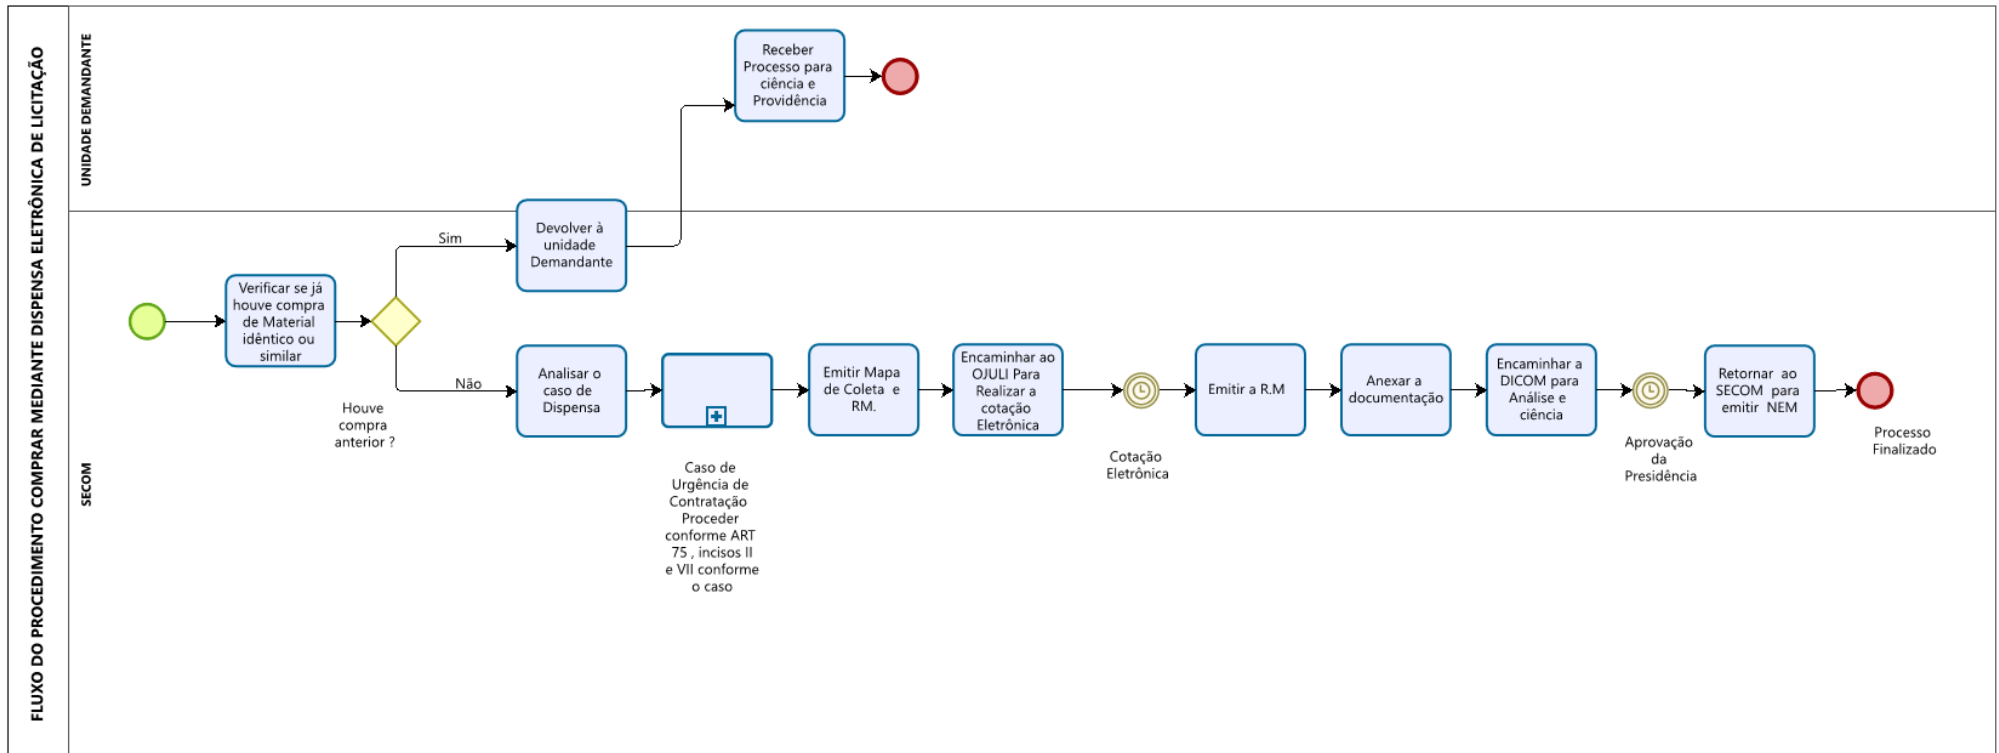 FLUXO DO PROCEDIMENTO COMPRAR MEDIANTE DISPENSA ELETRÔNICA DE LICITAÇÃO
UNIDADE DEMANDANTE
Receber
Processo para
ciência e
Providência
SECOM
Verificar se já
houve compra
de Material
idêntico ou
similar
Houve
compra
anterior ?
Sim
Devolver à
unidade
Demandante
Não
Analisar o
caso de
Dispensa
Caso de
Urgência de
Contratação
Proceder
conforme ART
75 , incisos II
e VII conforme
o caso
Emitir Mapa
de Coleta e
RM.
Encaminhar ao
OJULI Para
Realizar a
cotação
Eletrônica
Cotação
Eletrônica
Emitir a R.M
Anexar a
documentação
Encaminhar a
DICOM para
Análise e
ciência
Aprovação
da
Presidência
Retornar ao
SECOM para
emitir NEM
Processo
Finalizado